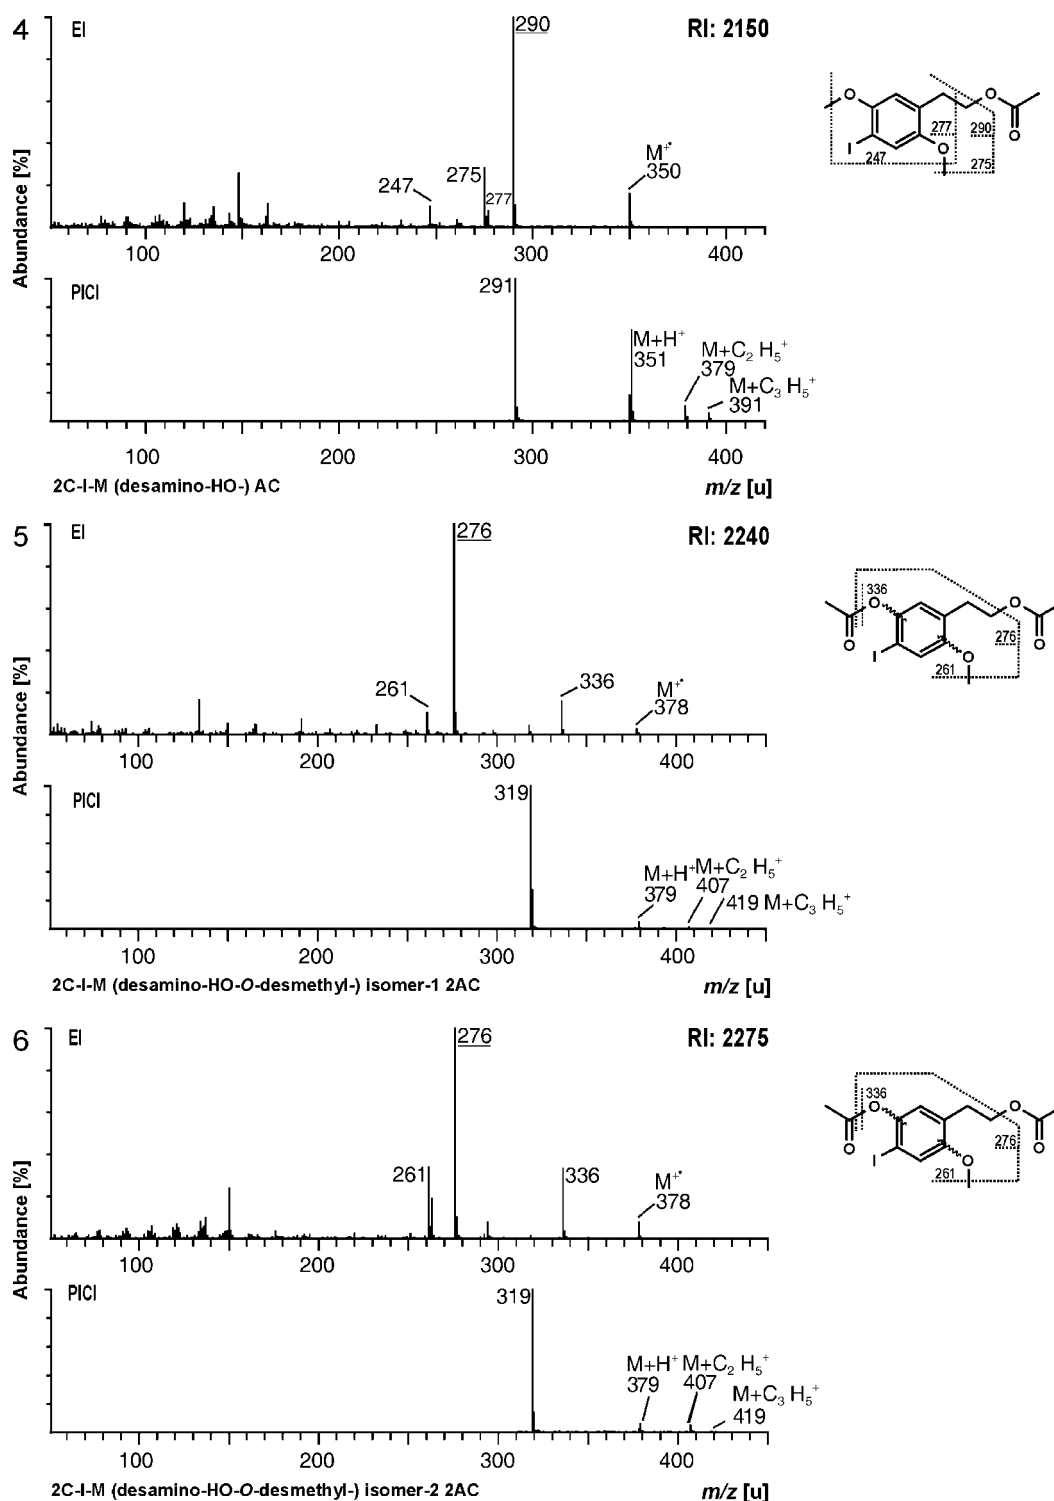 4 EI 290 RI: 2150
M+•
350
275
277
247
Abundance [%]
100 300 400
O O O I O
277 290
247 275
PICI 291
M+H+
351
M+C2 H5+
379
M+C3 H5+
391
100 200 300 400
2C-I-M (desamino-HO-) AC m/z [u]
5 EI 276 RI: 2240
336
261
M+•
378
Abundance [%]
100 200 300 400
336
O O O I O O
276
261
PICI 319
M+H+ M+C2 H5+
379 407
419 M+C3 H5+
100 200 300 400
2C-I-M (desamino-HO-O-desmethyl-) isomer-1 2AC m/z [u]
6 EI 276 RI: 2275
261 336
M+•
378
Abundance [%]
100 200 300 400
336
O O O I O O
276
261
PICI 319
M+H+ M+C2 H5+
379 407
M+C3 H5+
419
100 200 300 400
2C-I-M (desamino-HO-O-desmethyl-) isomer-2 2AC m/z [u]